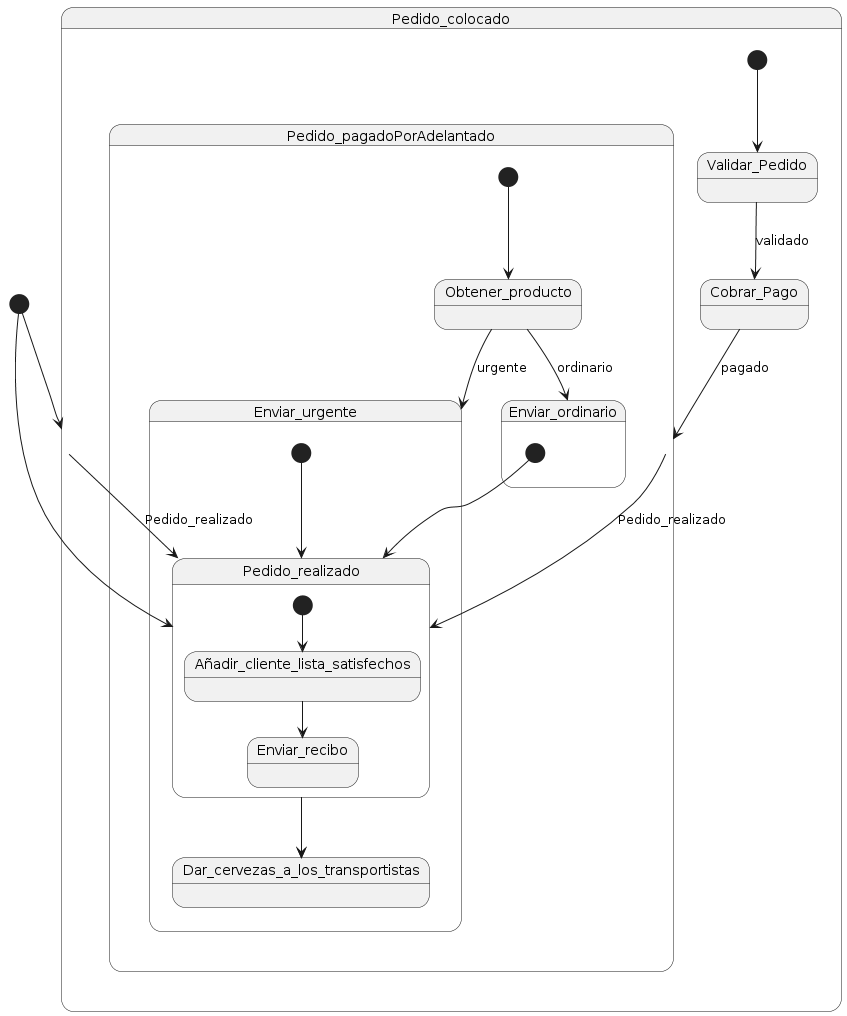 Pedido_colocado
Pedido_pagadoPorAdelantado
Validar_Pedido
validado
Obtener_producto
Cobrar_Pago
urgente
ordinario
pagado
Enviar_urgente
Enviar_ordinario
Pedido_realizado
Pedido_realizado
Pedido_realizado
Añadir_cliente_lista_satisfechos
Enviar_recibo
Dar_cervezas_a_los_transportistas